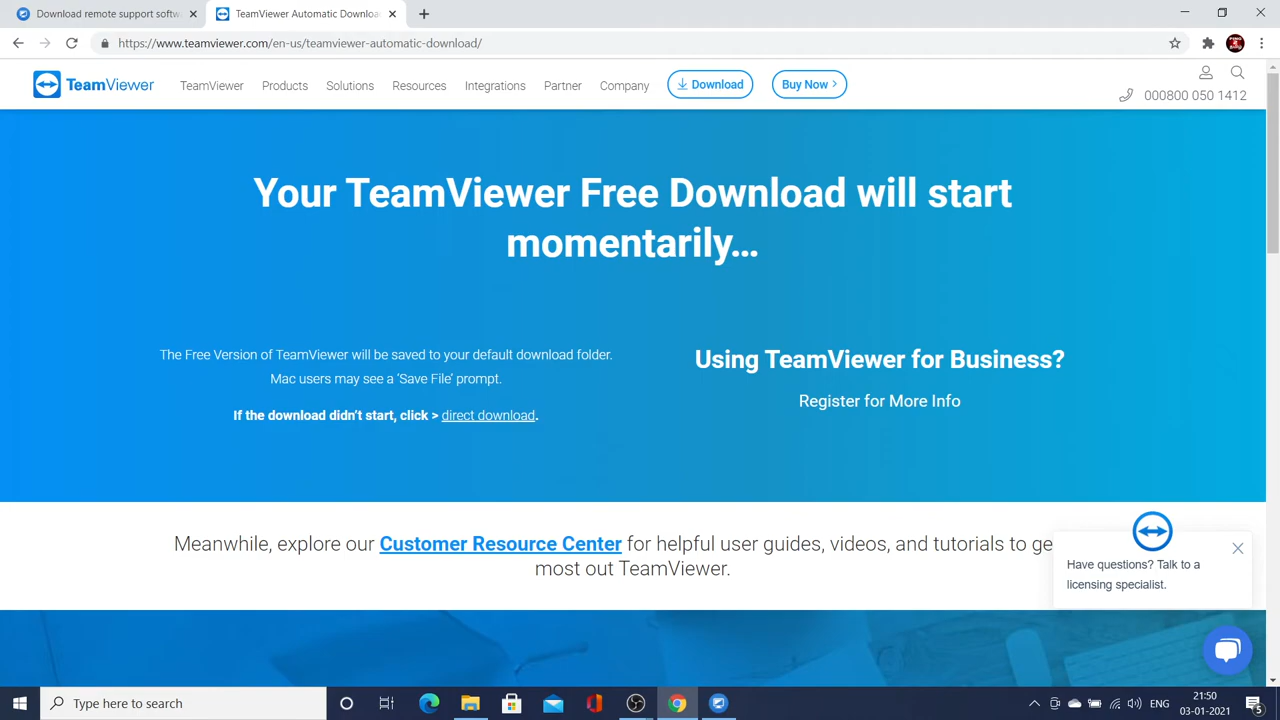 Download remote support softw
TeamViewer Automatic Downloa
https://www.teamviewer.com/en-us/teamviewer-automatic-download/
TeamViewer
TeamViewer
Products
Solutions
Resources
Integrations
Partner
Company
Download
Buy Now >
000800 050 1412
Your TeamViewer Free Download will start
momentarily...
The Free Version of TeamViewer will be saved to your default download folder.
Mac users may see a ‘Save File’ prompt.
If the download didn’t start, click > direct download.
Using TeamViewer for Business?
Register for More Info
Meanwhile, explore our Customer Resource Center for helpful user guides, videos, and tutorials to ge
most out TeamViewer.
Have questions? Talk to a
licensing specialist.
Type here to search
ENG
21:50
03-01-2021
5